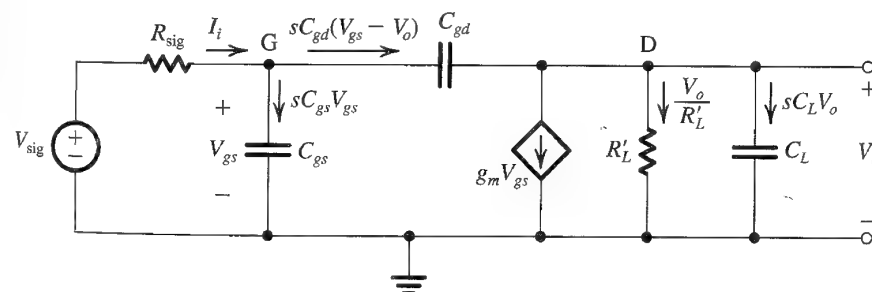 R_sig I_i G sC_gd(V_gs − V_o) C_gd D
sC_gs V_gs V_o/R'_L sC_L V_o
+ +
V_sig + − V_gs C_gs g_m V_gs R'_L C_L V
− −